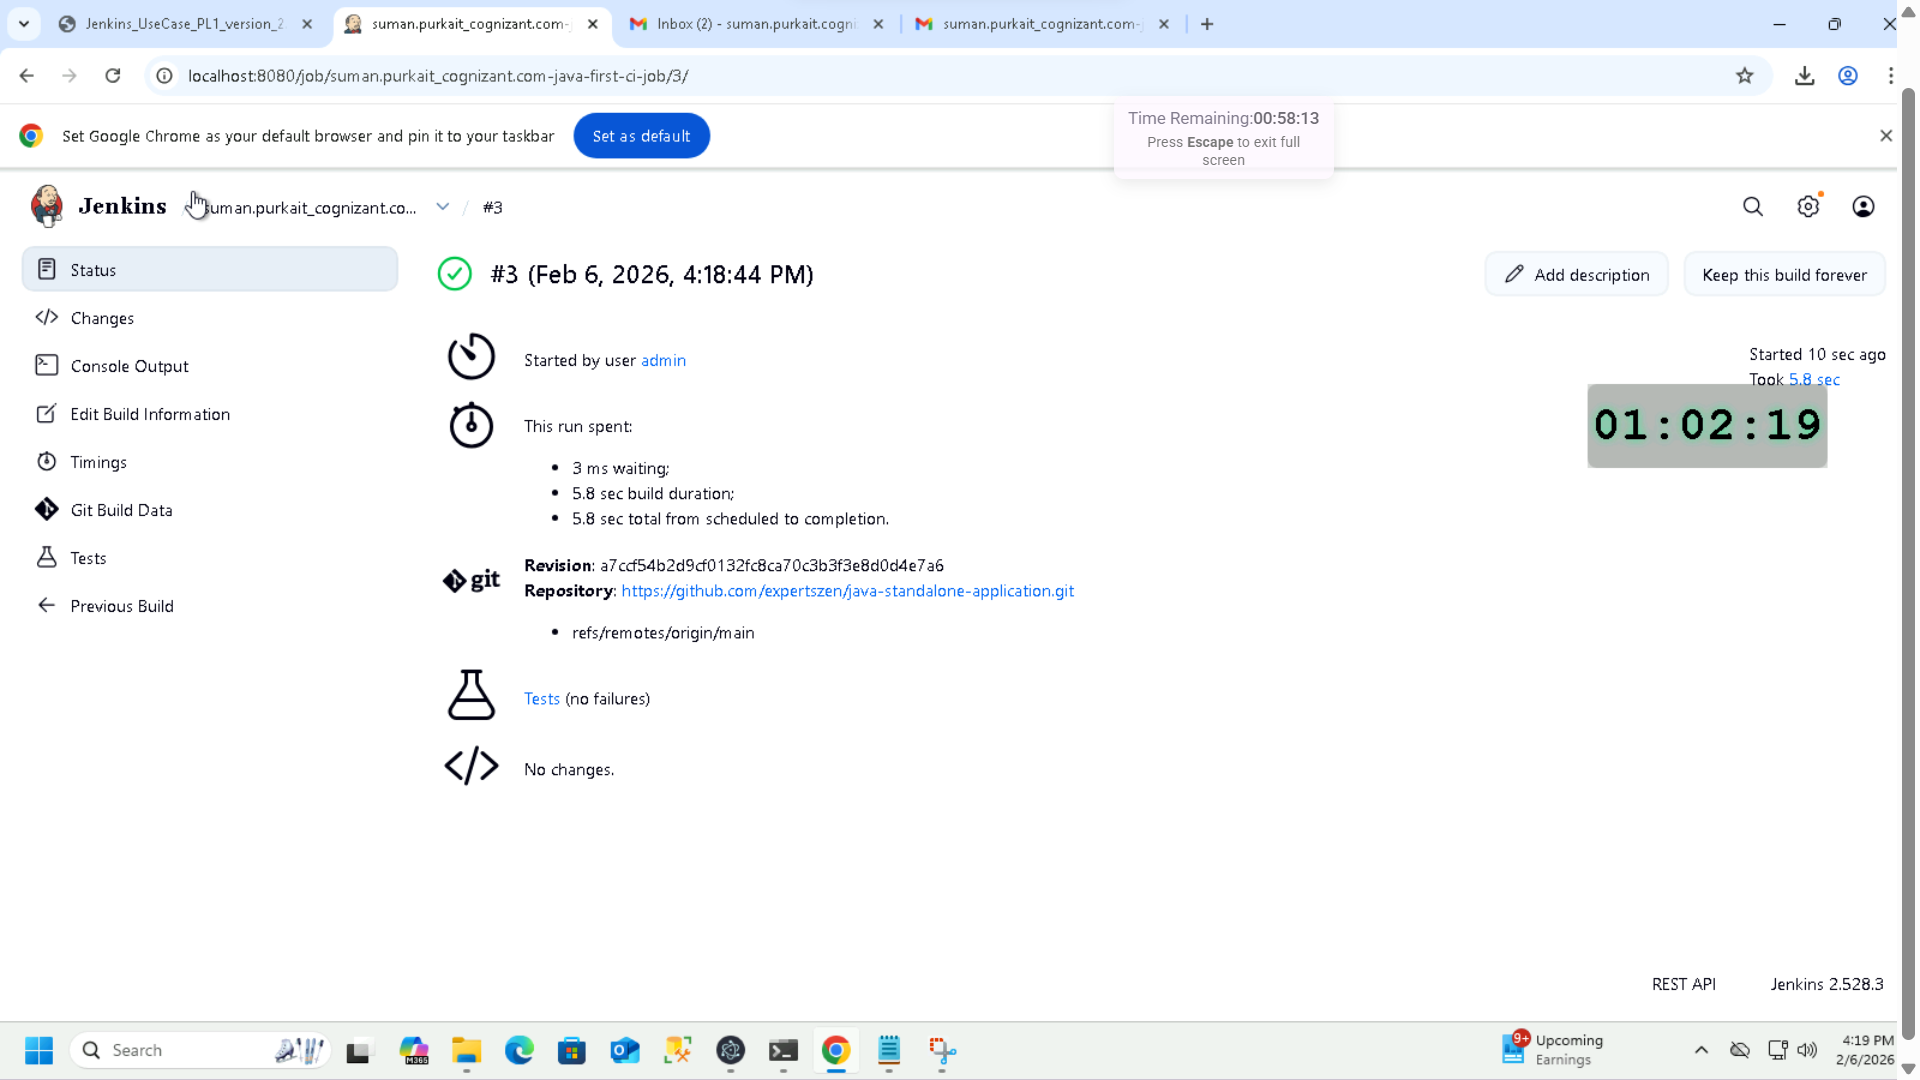 Jenkins_UseCase_PL1_version_2
suman.purkait_cognizant.com-
Inbox (2) - suman.purkait.cogni
suman.purkait_cognizant.com-
localhost:8080/job/suman.purkait_cognizant.com-java-first-ci-job/3/
Set Google Chrome as your default browser and pin it to your taskbar
Set as default
Time Remaining:00:58:13
Press Escape to exit full
screen
Jenkins
suman.purkait_cognizant.co...
/
#3
Status
Changes
Console Output
Edit Build Information
Timings
Git Build Data
Tests
Previous Build
#3 (Feb 6, 2026, 4:18:44 PM)
Add description
Keep this build forever
Started by user admin
Started 10 sec ago
Took 5.8 sec
01:02:19
This run spent:
• 3 ms waiting;
• 5.8 sec build duration;
• 5.8 sec total from scheduled to completion.
git
Revision: a7ccf54b2d9cf0132fc8ca70c3b3f3e8d0d4e7a6
Repository: https://github.com/expertszen/java-standalone-application.git
• refs/remotes/origin/main
Tests (no failures)
No changes.
REST API
Jenkins 2.528.3
Search
M365
9+
Upcoming
Earnings
4:19 PM
2/6/2026